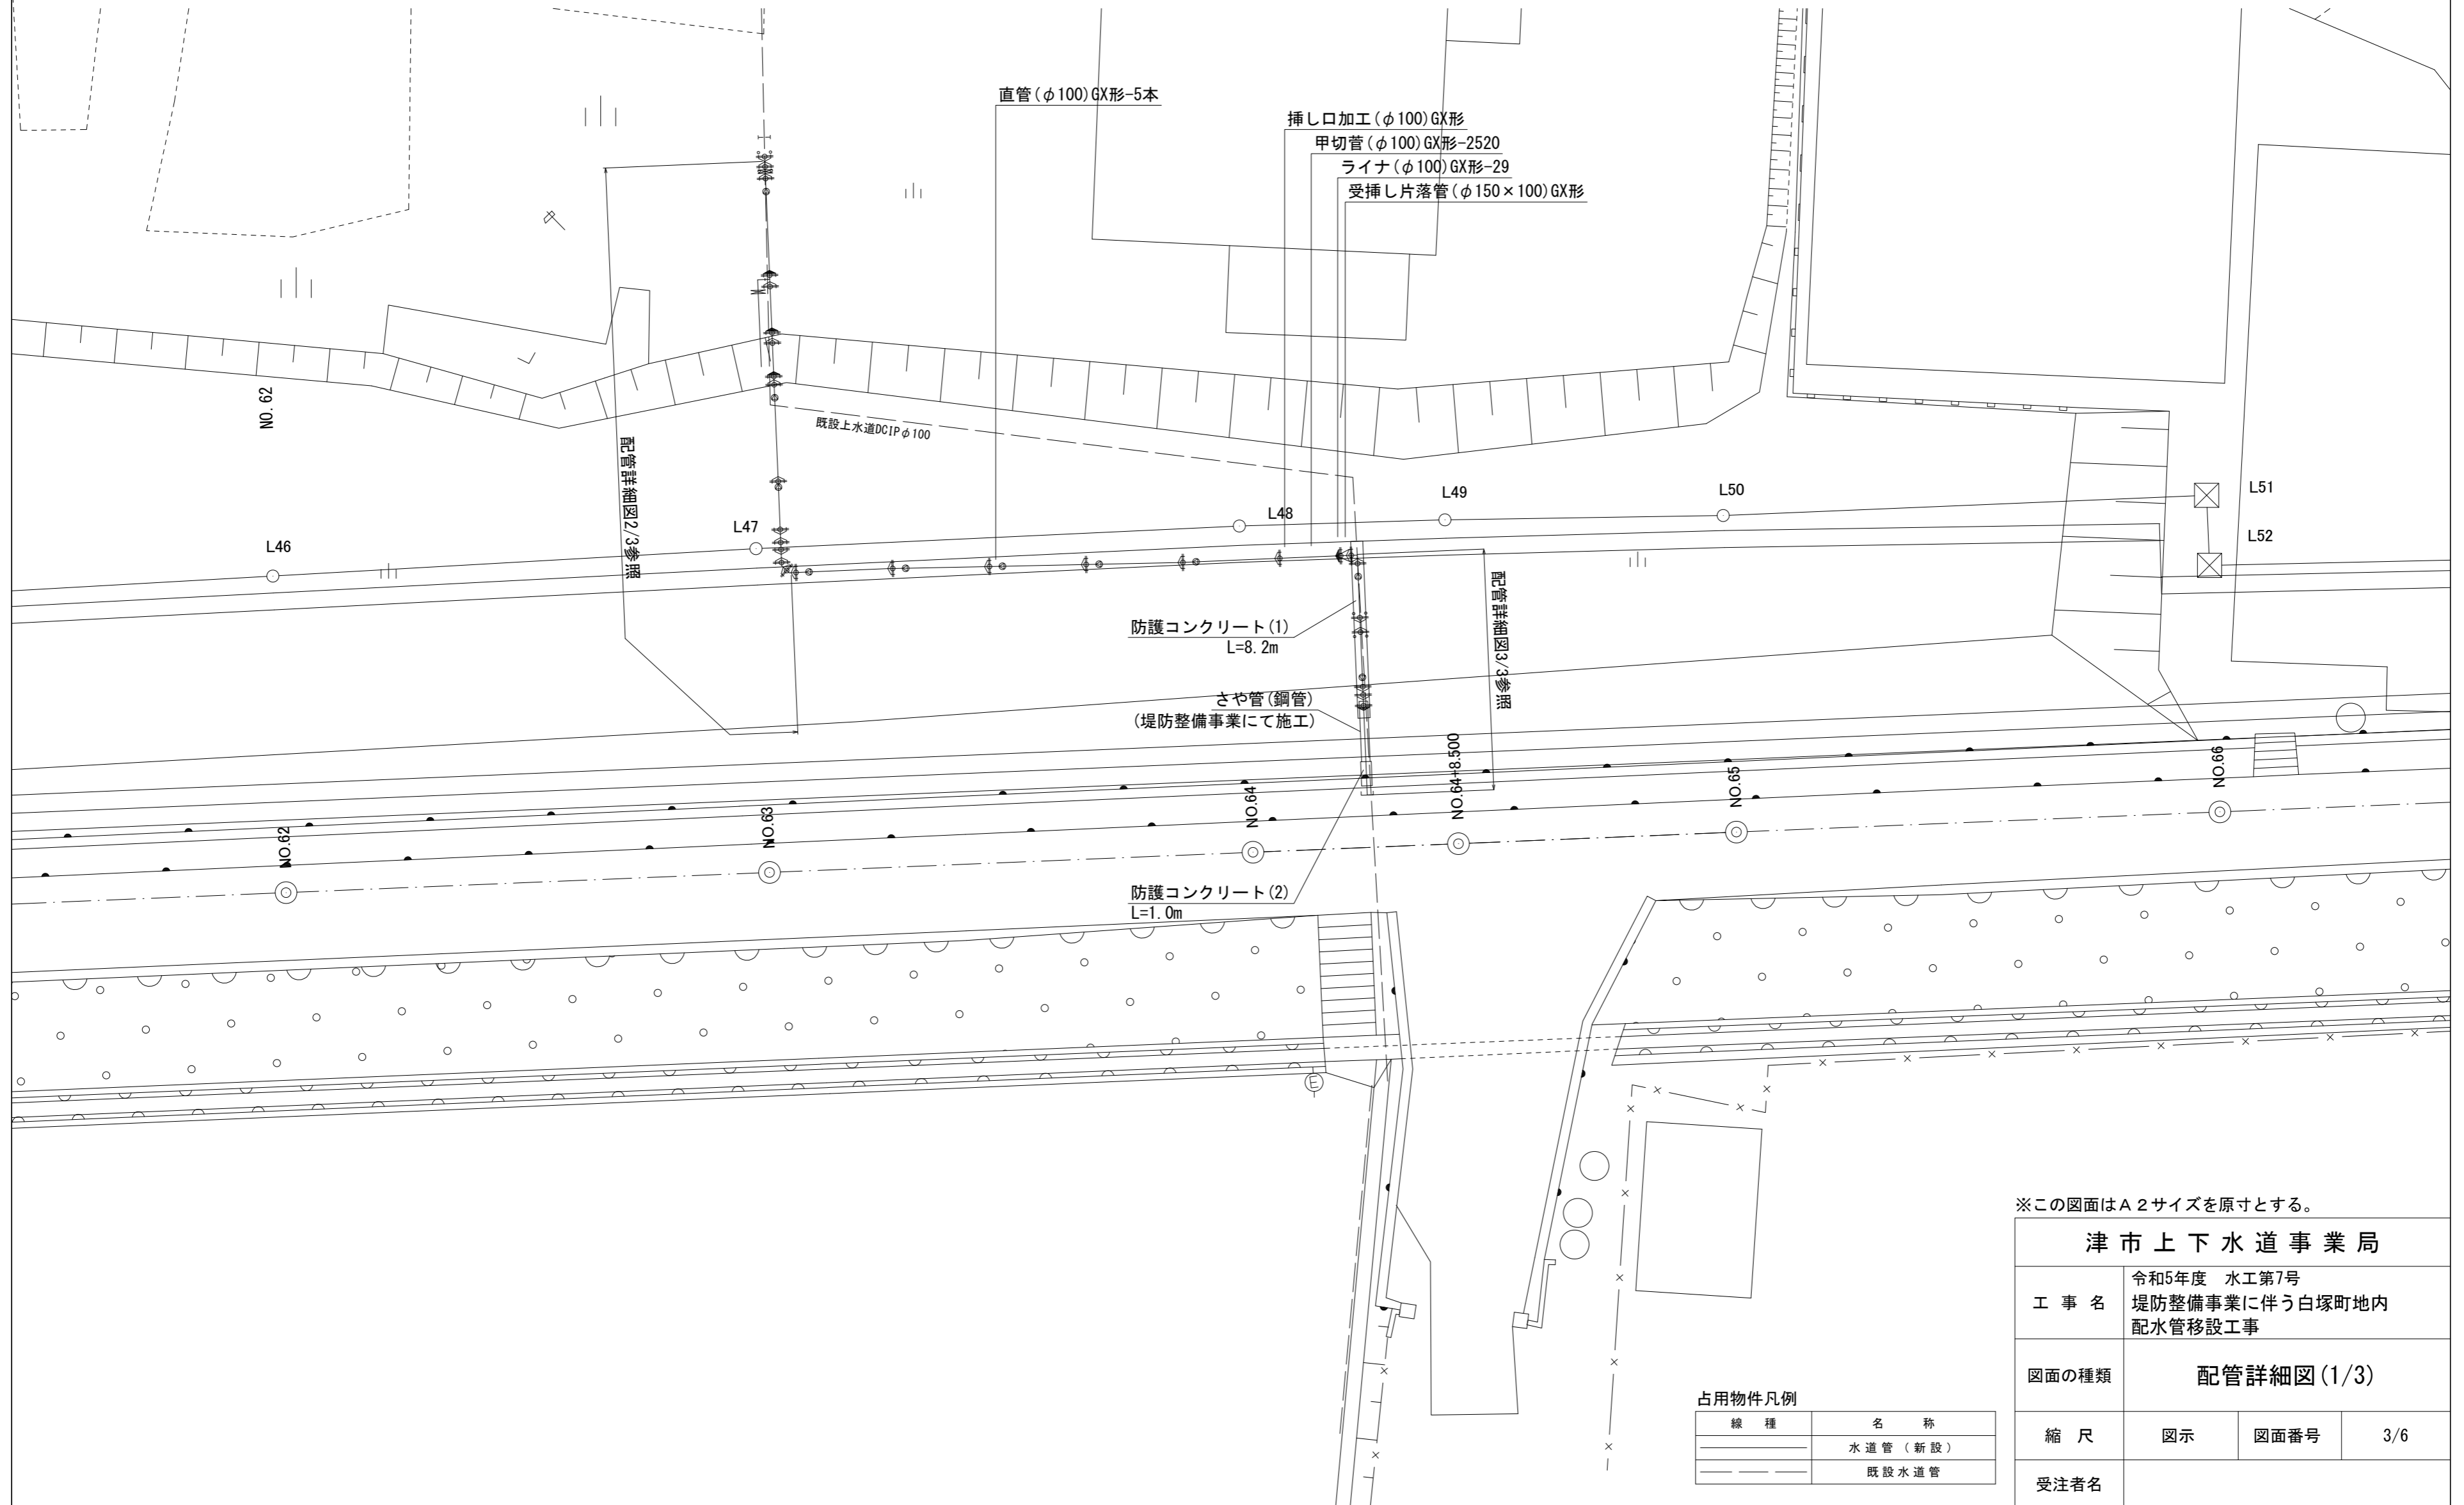 直管(φ100)GX形-5本
挿し口加工(φ100)GX形
甲切菅(φ100)GX形-2520
ライナ(φ100)GX形-29
受挿し片落管(φ150×100)GX形
NO.62
既設上水道DCIPφ100
配管詳細図2/3参照
L46
L47
L48
L49
L50
L51
L52
防護コンクリート(1)
L=8.2m
配管詳細図3/3参照
さや管(鋼管)
(堤防整備事業にて施工)
NO.62
NO.63
NO.64
NO.64+8.500
NO.65
NO.66
防護コンクリート(2)
L=1.0m
E
※この図面はA2サイズを原寸とする。
津市上下水道事業局
工事名
令和5年度 水工第7号
堤防整備事業に伴う白塚町地内
配水管移設工事
図面の種類
配管詳細図(1/3)
縮尺 図示 図面番号 3/6
受注者名
占用物件凡例
線種 名称
水道管(新設)
既設水道管